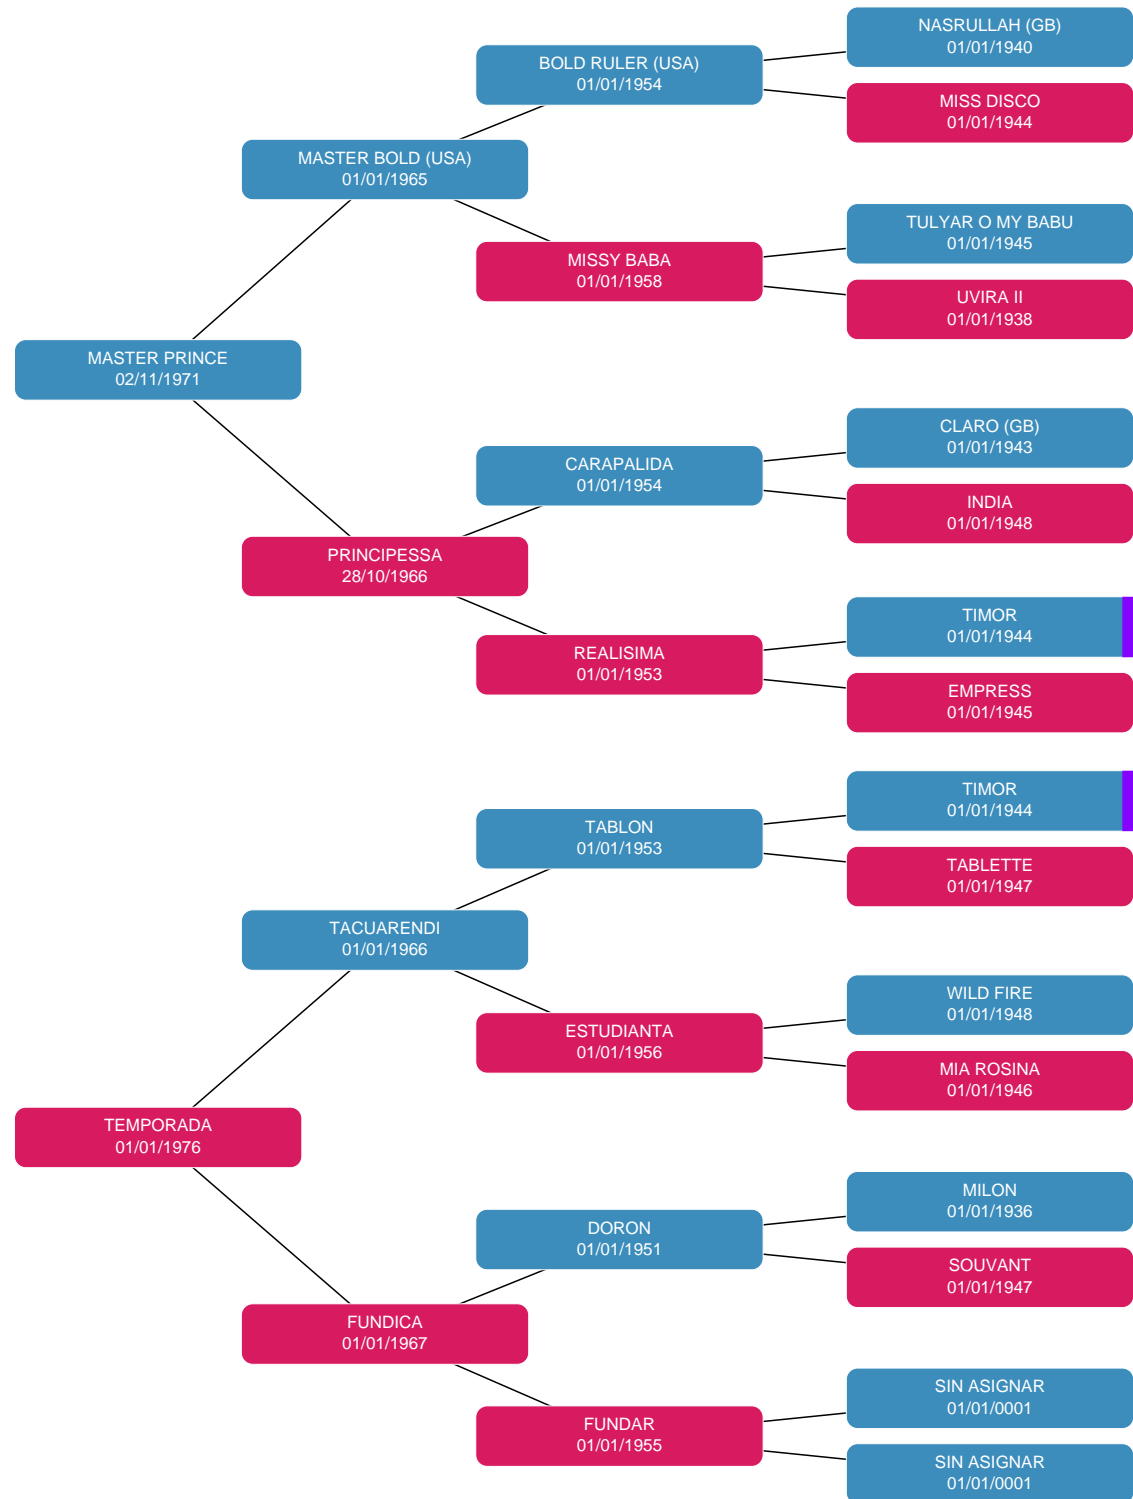 NASRULLAH (GB)
01/01/1940
BOLD RULER (USA)
01/01/1954
MISS DISCO
01/01/1944
MASTER BOLD (USA)
01/01/1965
TULYAR O MY BABU
01/01/1945
MISSY BABA
01/01/1958
UVIRA II
01/01/1938
MASTER PRINCE
02/11/1971
CLARO (GB)
01/01/1943
CARAPALIDA
01/01/1954
INDIA
01/01/1948
PRINCIPESSA
28/10/1966
TIMOR
01/01/1944
REALISIMA
01/01/1953
EMPRESS
01/01/1945
TIMOR
01/01/1944
TABLON
01/01/1953
TABLETTE
01/01/1947
TACUARENDI
01/01/1966
WILD FIRE
01/01/1948
ESTUDIANTA
01/01/1956
MIA ROSINA
01/01/1946
TEMPORADA
01/01/1976
MILON
01/01/1936
DORON
01/01/1951
SOUVANT
01/01/1947
FUNDICA
01/01/1967
SIN ASIGNAR
01/01/0001
FUNDAR
01/01/1955
SIN ASIGNAR
01/01/0001